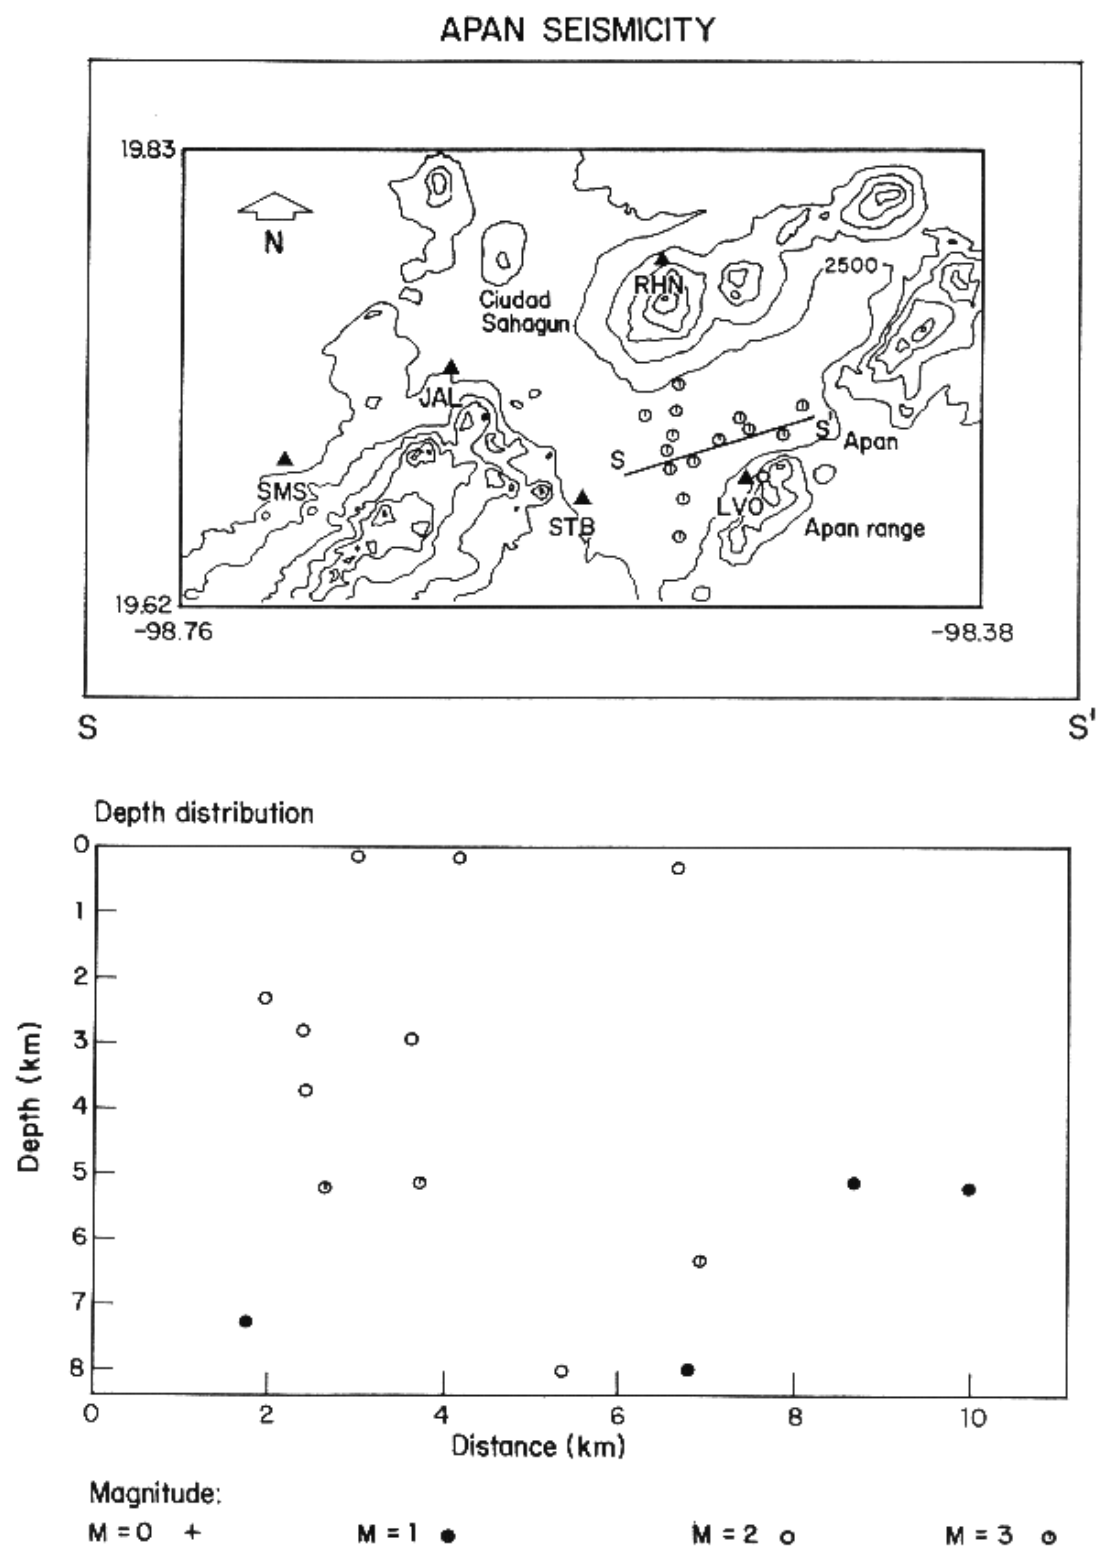 APAN SEISMICITY
19.83
N
Ciudad
Sahagun
RHN
2500
JAL
S
S'
Apan
SMS
STB
LVO
Apan range
19.62
-98.76
-98.38
S
S'
Depth distribution
0
1
2
3
4
5
6
7
8
Depth (km)
0 2 4 6 8 10
Distance (km)
Magnitude:
M = 0 + M = 1 ● M = 2 ○ M = 3